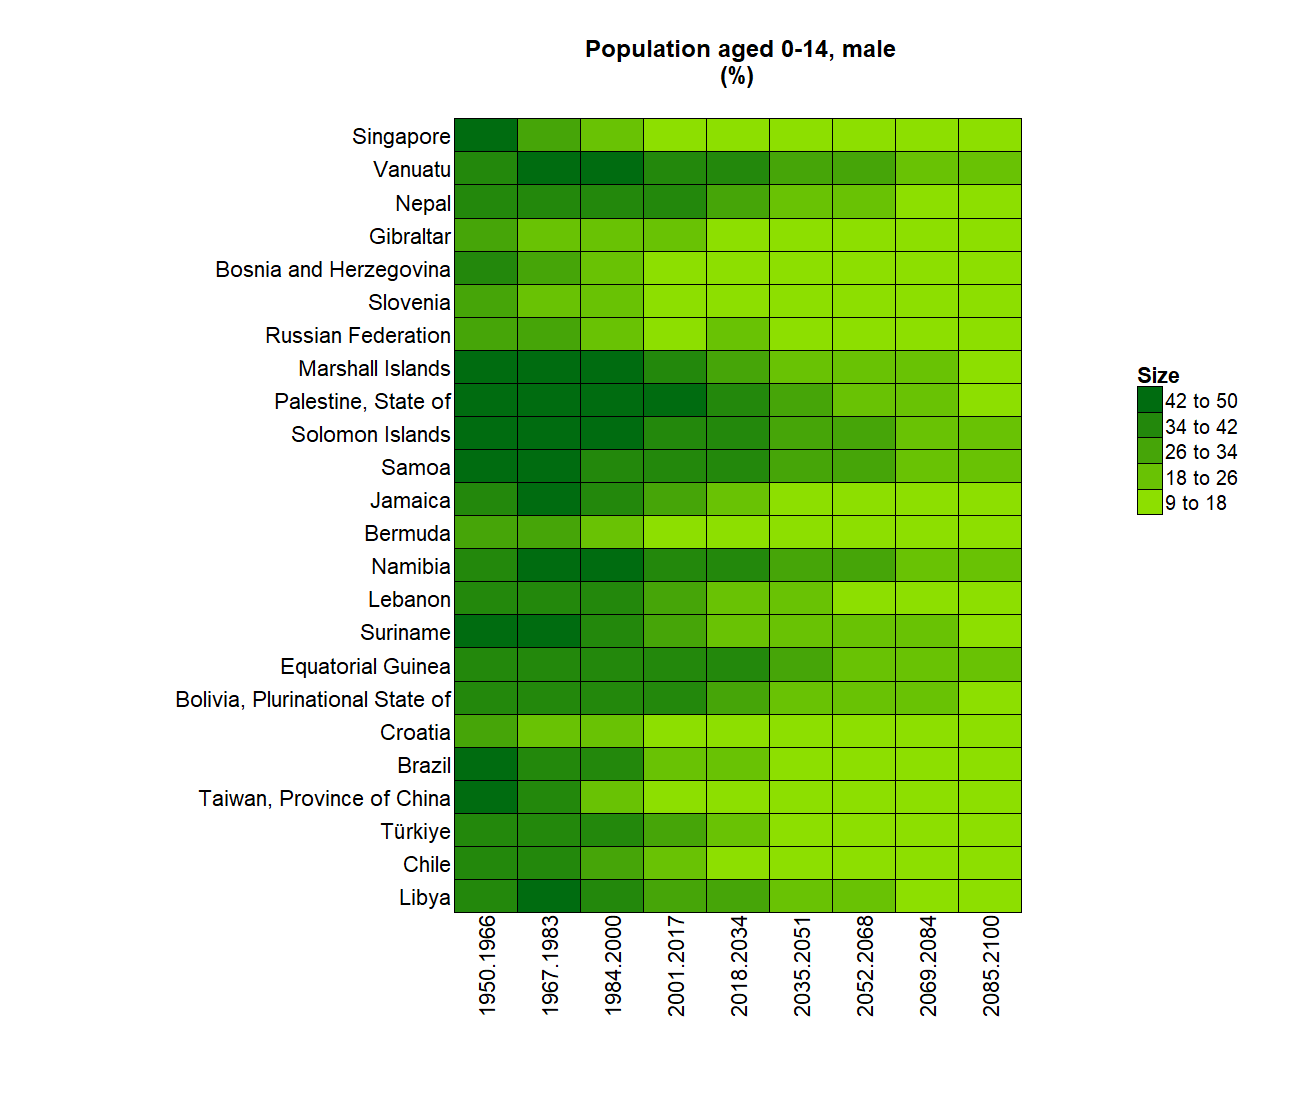 Population aged 0-14, male
(%)
Singapore
Vanuatu
Nepal
Gibraltar
Bosnia and Herzegovina
Slovenia
Russian Federation
Marshall Islands
Palestine, State of
Solomon Islands
Samoa
Jamaica
Bermuda
Namibia
Lebanon
Suriname
Equatorial Guinea
Bolivia, Plurinational State of
Croatia
Brazil
Taiwan, Province of China
Türkiye
Chile
Libya
1950.1966
1967.1983
1984.2000
2001.2017
2018.2034
2035.2051
2052.2068
2069.2084
2085.2100
Size
42 to 50
34 to 42
26 to 34
18 to 26
9 to 18